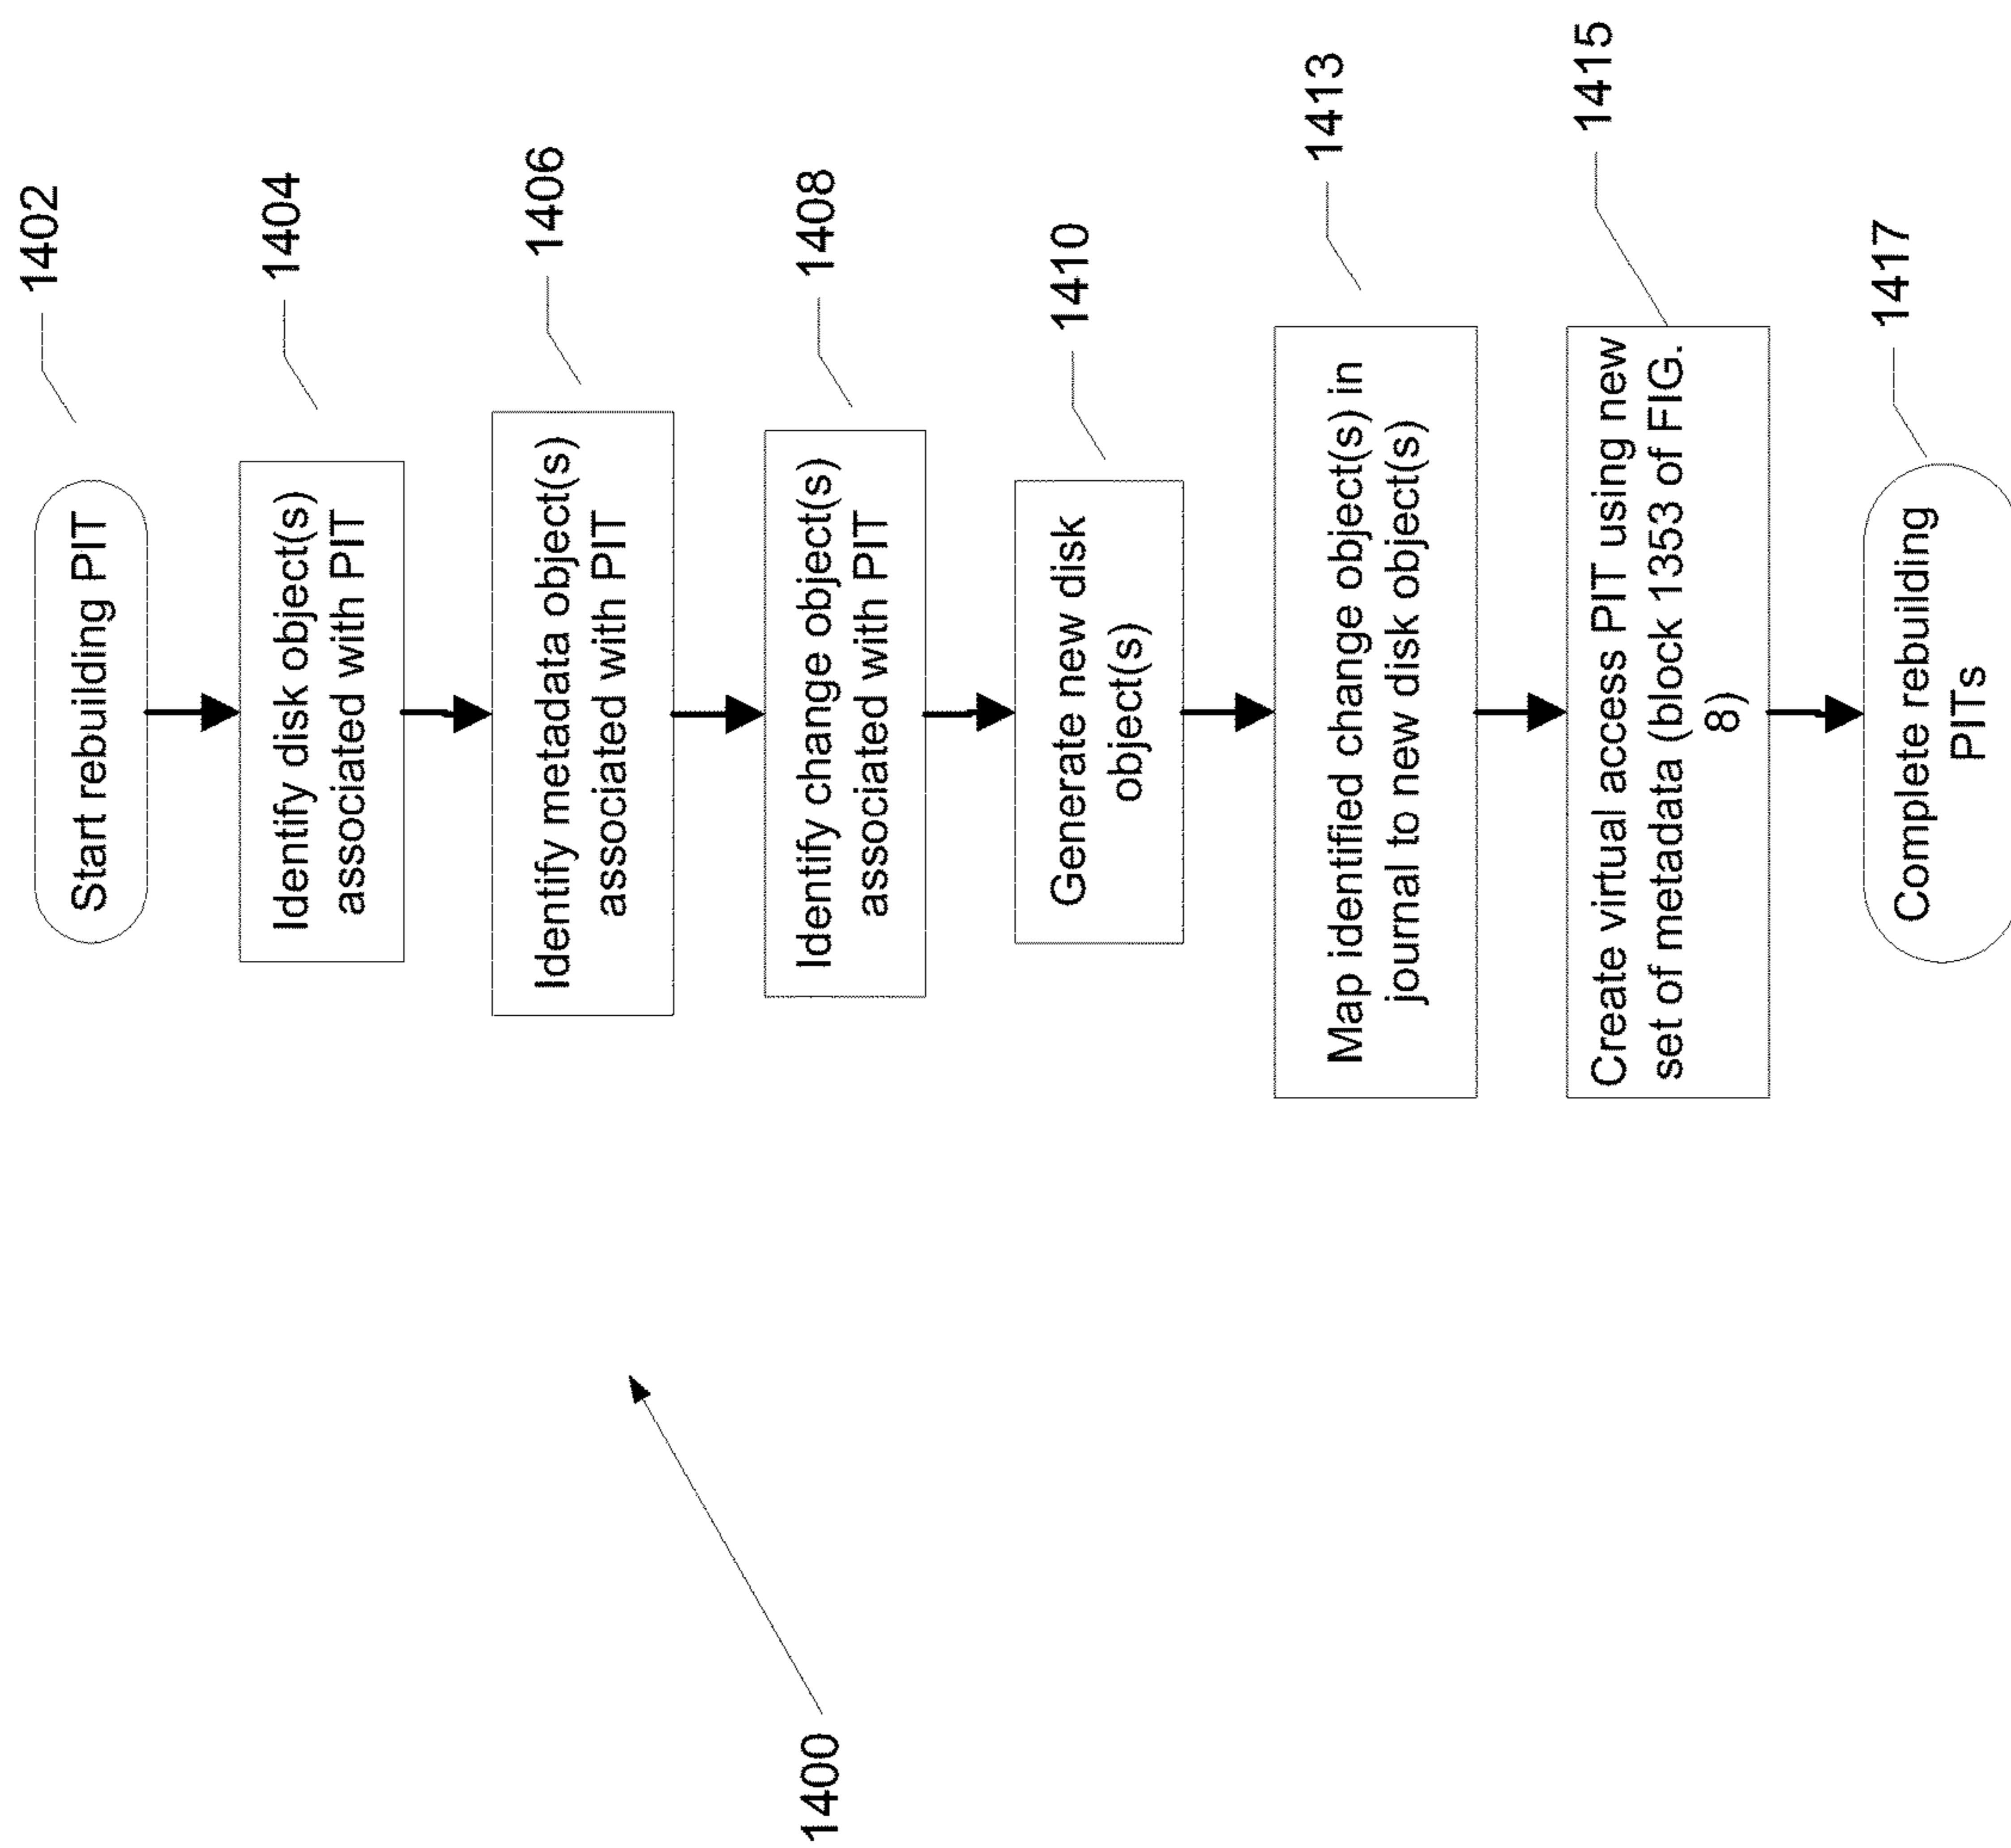 1400
Start rebuilding PIT
1402
Identify disk object(s)
associated with PIT
1404
Identify metadata object(s)
associated with PIT
1406
Identify change object(s)
associated with PIT
1408
Generate new disk
object(s)
1410
Map identified change object(s) in
journal to new disk object(s)
1413
Create virtual access PIT using new
set of metadata (block 1353 of FIG.
8)
1415
Complete rebuilding
PITs
1417